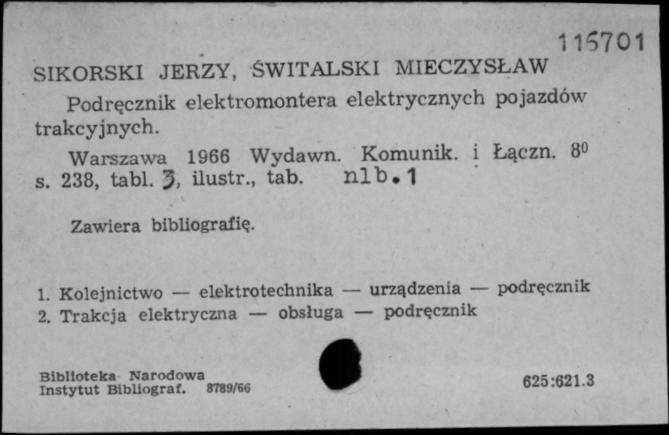 115701
SIKORSKI JERZY, ŚWITALSKI MIECZYSŁAW
Podręcznik elektromontera elektrycznych pojazdów
trakcyjnych.
Warszawa 1966 Wydawn. Komunik. i Łączn. 8⁰
s. 238, tabl. 3, ilustr., tab. nlb.1
Zawiera bibliografię.
1. Kolejnictwo — elektrotechnika — urządzenia — podręcznik
2. Trakcja elektryczna — obsługa — podręcznik
Biblioteka Narodowa
Instytut Bibliograf. 8789/66
625:621.3